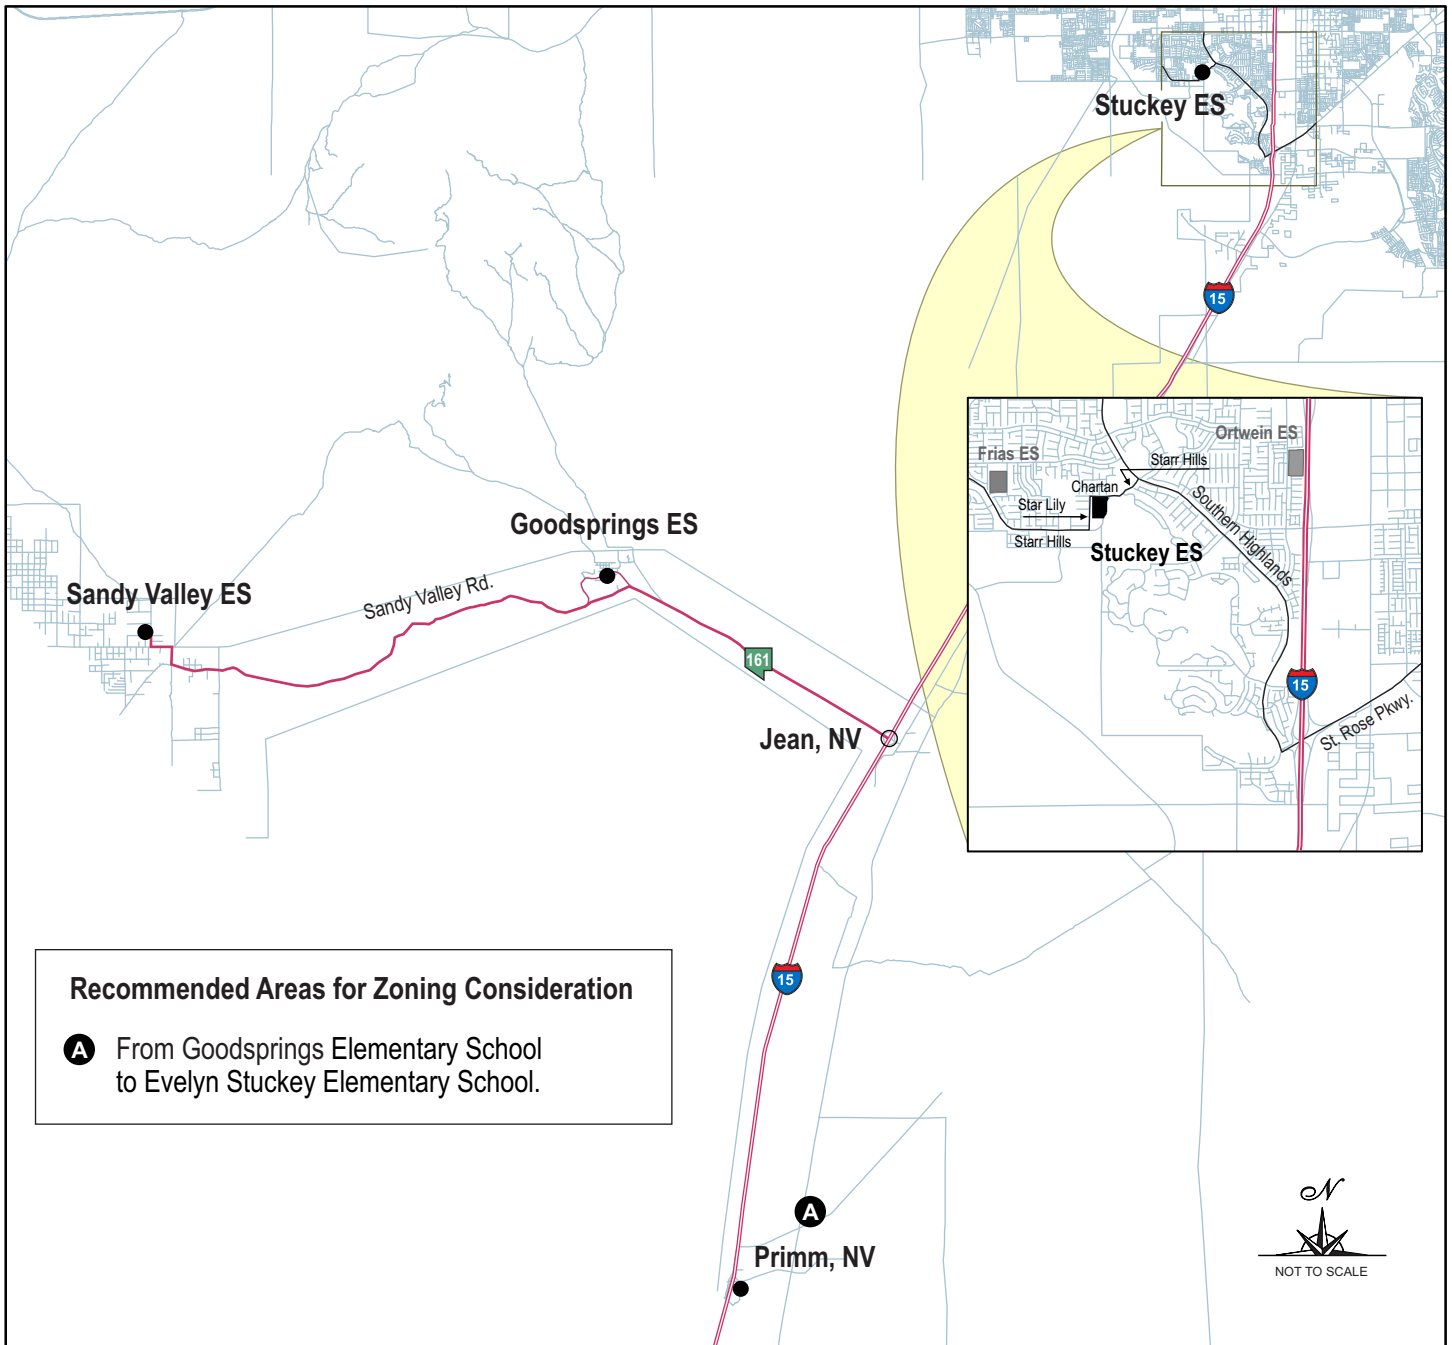 Stuckey ES
15
Ortwein ES
Frias ES
Starr Hills
Chartan
Star Lily
Southern Highlands
Starr Hills
Stuckey ES
15
St. Rose Pkwy.
Goodsprings ES
Sandy Valley ES
Sandy Valley Rd.
161
Jean, NV
15
Recommended Areas for Zoning Consideration
A From Goodsprings Elementary School
to Evelyn Stuckey Elementary School.
A
Primm, NV
N
NOT TO SCALE